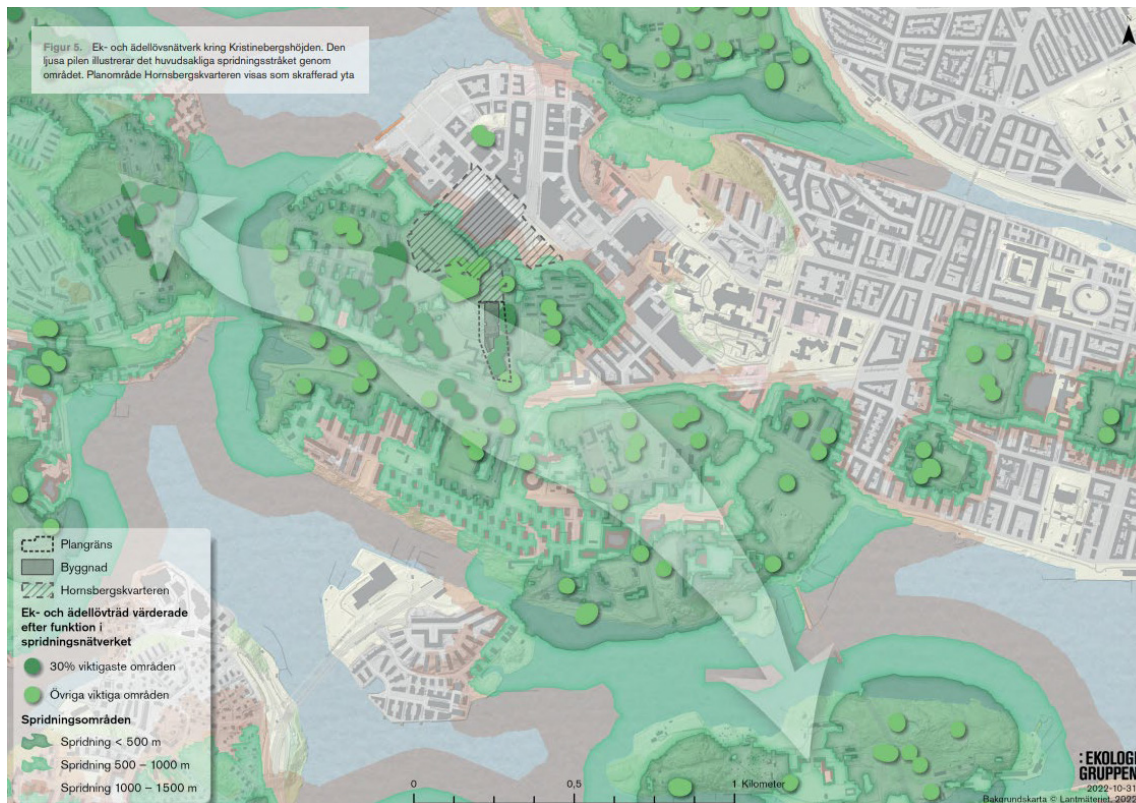 Figur 5. Ek- och ädellövsnätverk kring Kristinebergshöjden. Den
ljusa pilen illustrerar det huvudsakliga spridningsstråket genom
området. Planområde Hornsbergskvarteren visas som skrafferad yta
Plangräns
Byggnad
Hornsbergskvarteren
Ek- och ädellövträd värderade
efter funktion i
spridningsnätverket
30% viktigaste områden
Övriga viktiga områden
Spridningsområden
Spridning < 500 m
Spridning 500 – 1000 m
Spridning 1000 – 1500 m
0 0,5 1 Kilometer
:EKOLOGI
GRUPPEN
2022-10-31
Bakgrundskarta © Lantmäteriet, 2022